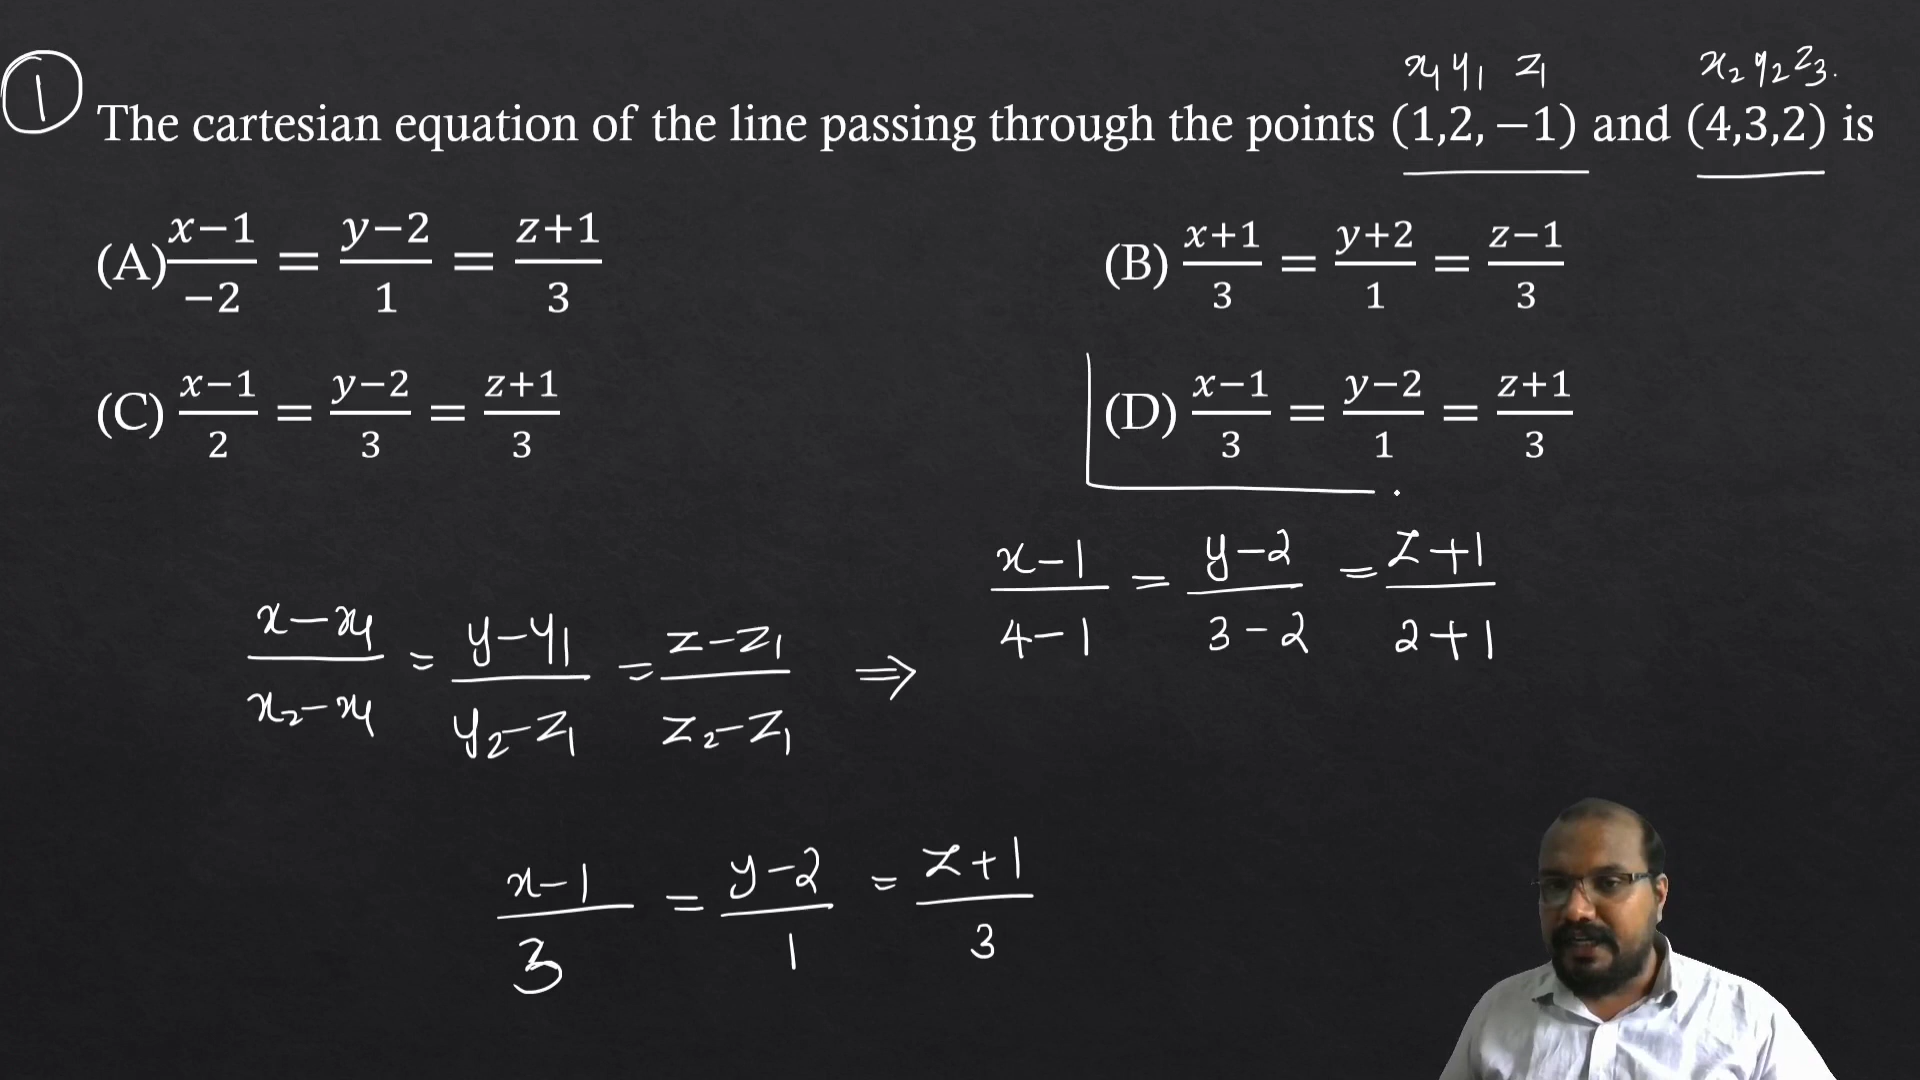 x₁ y₁ z₁ x₂ y₂ z₃.
① The cartesian equation of the line passing through the points (1,2,−1) and (4,3,2) is
(A) (x−1)/−2 = (y−2)/1 = (z+1)/3 (B) (x+1)/3 = (y+2)/1 = (z−1)/3
(C) (x−1)/2 = (y−2)/3 = (z+1)/3 (D) (x−1)/3 = (y−2)/1 = (z+1)/3
(x−x₁)/(x₂−x₁) = (y−y₁)/(y₂−z₁) = (z−z₁)/(z₂−z₁) ⇒ (x−1)/(4−1) = (y−2)/(3−2) = (z+1)/(2+1)
(x−1)/3 = (y−2)/1 = (z+1)/3